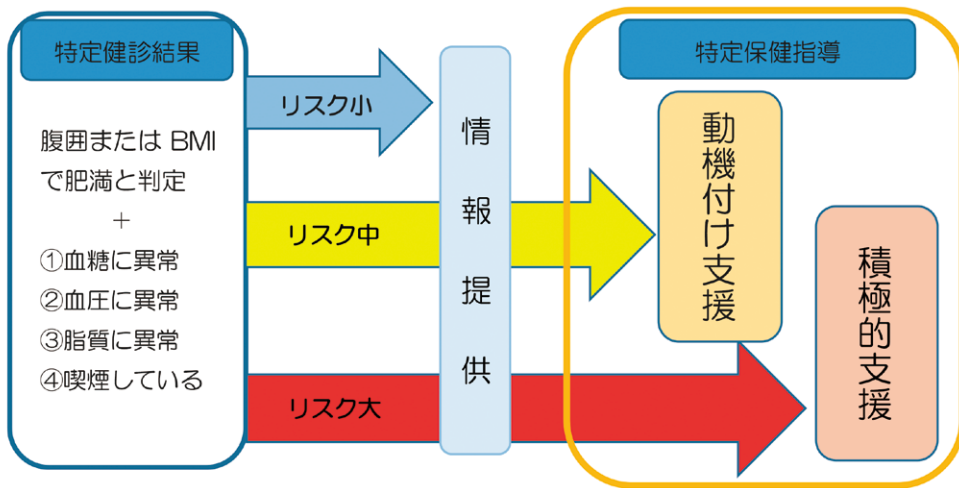 特定健診結果
腹囲または BMI
で肥満と判定
+
①血糖に異常
②血圧に異常
③脂質に異常
④喫煙している
リスク小
リスク中
リスク大
情報提供
特定保健指導
動機付け支援
積極的支援